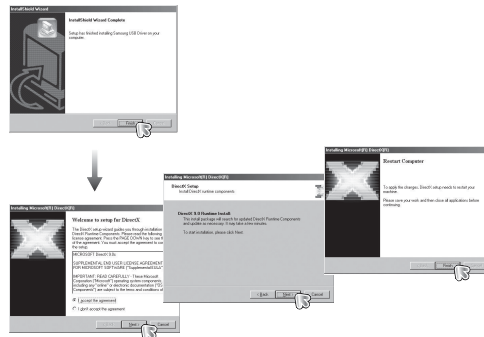 InstallShield Wizard
InstallShield Wizard Complete
Setup has finished installing Samsung USB Driver on your
computer.
Finish
Installing Microsoft(R) DirectX(R)
Welcome to setup for DirectX
The DirectX setup wizard guides you through installation
DirectX Components. Please read the following
license agreement. Press the PAGE DOWN key to see
of the agreement. You must accept the agreement to
the setup.
MICROSOFT DirectX
SUPPLEMENTAL END USER LICENSE AGREEMENT
FOR MICROSOFT SOFTWARE ("Supplemental EULA"
IMPORTANT: READ CAREFULLY - These Microsoft
Corporation ("Microsoft") operating system components,
including any "online" or electronic documentation ("OS
Components") are subject to the terms and conditions
I accept the agreement
I don't accept the agreement
Next >
Cancel
Installing Microsoft(R) DirectX(R)
DirectX Setup
Install DirectX runtime components
DirectX 9.0 Runtime Install
This install package will search for updated DirectX Runtime Components
and update as necessary. It may take a few minutes.
To start installation, please click Next
< Back
Next >
Cancel
Installing Microsoft(R) DirectX(R)
Restart Computer
To apply the changes, DirectX setup needs to restart your
machine.
Please save your work and then close all applications before
continuing.
Finish